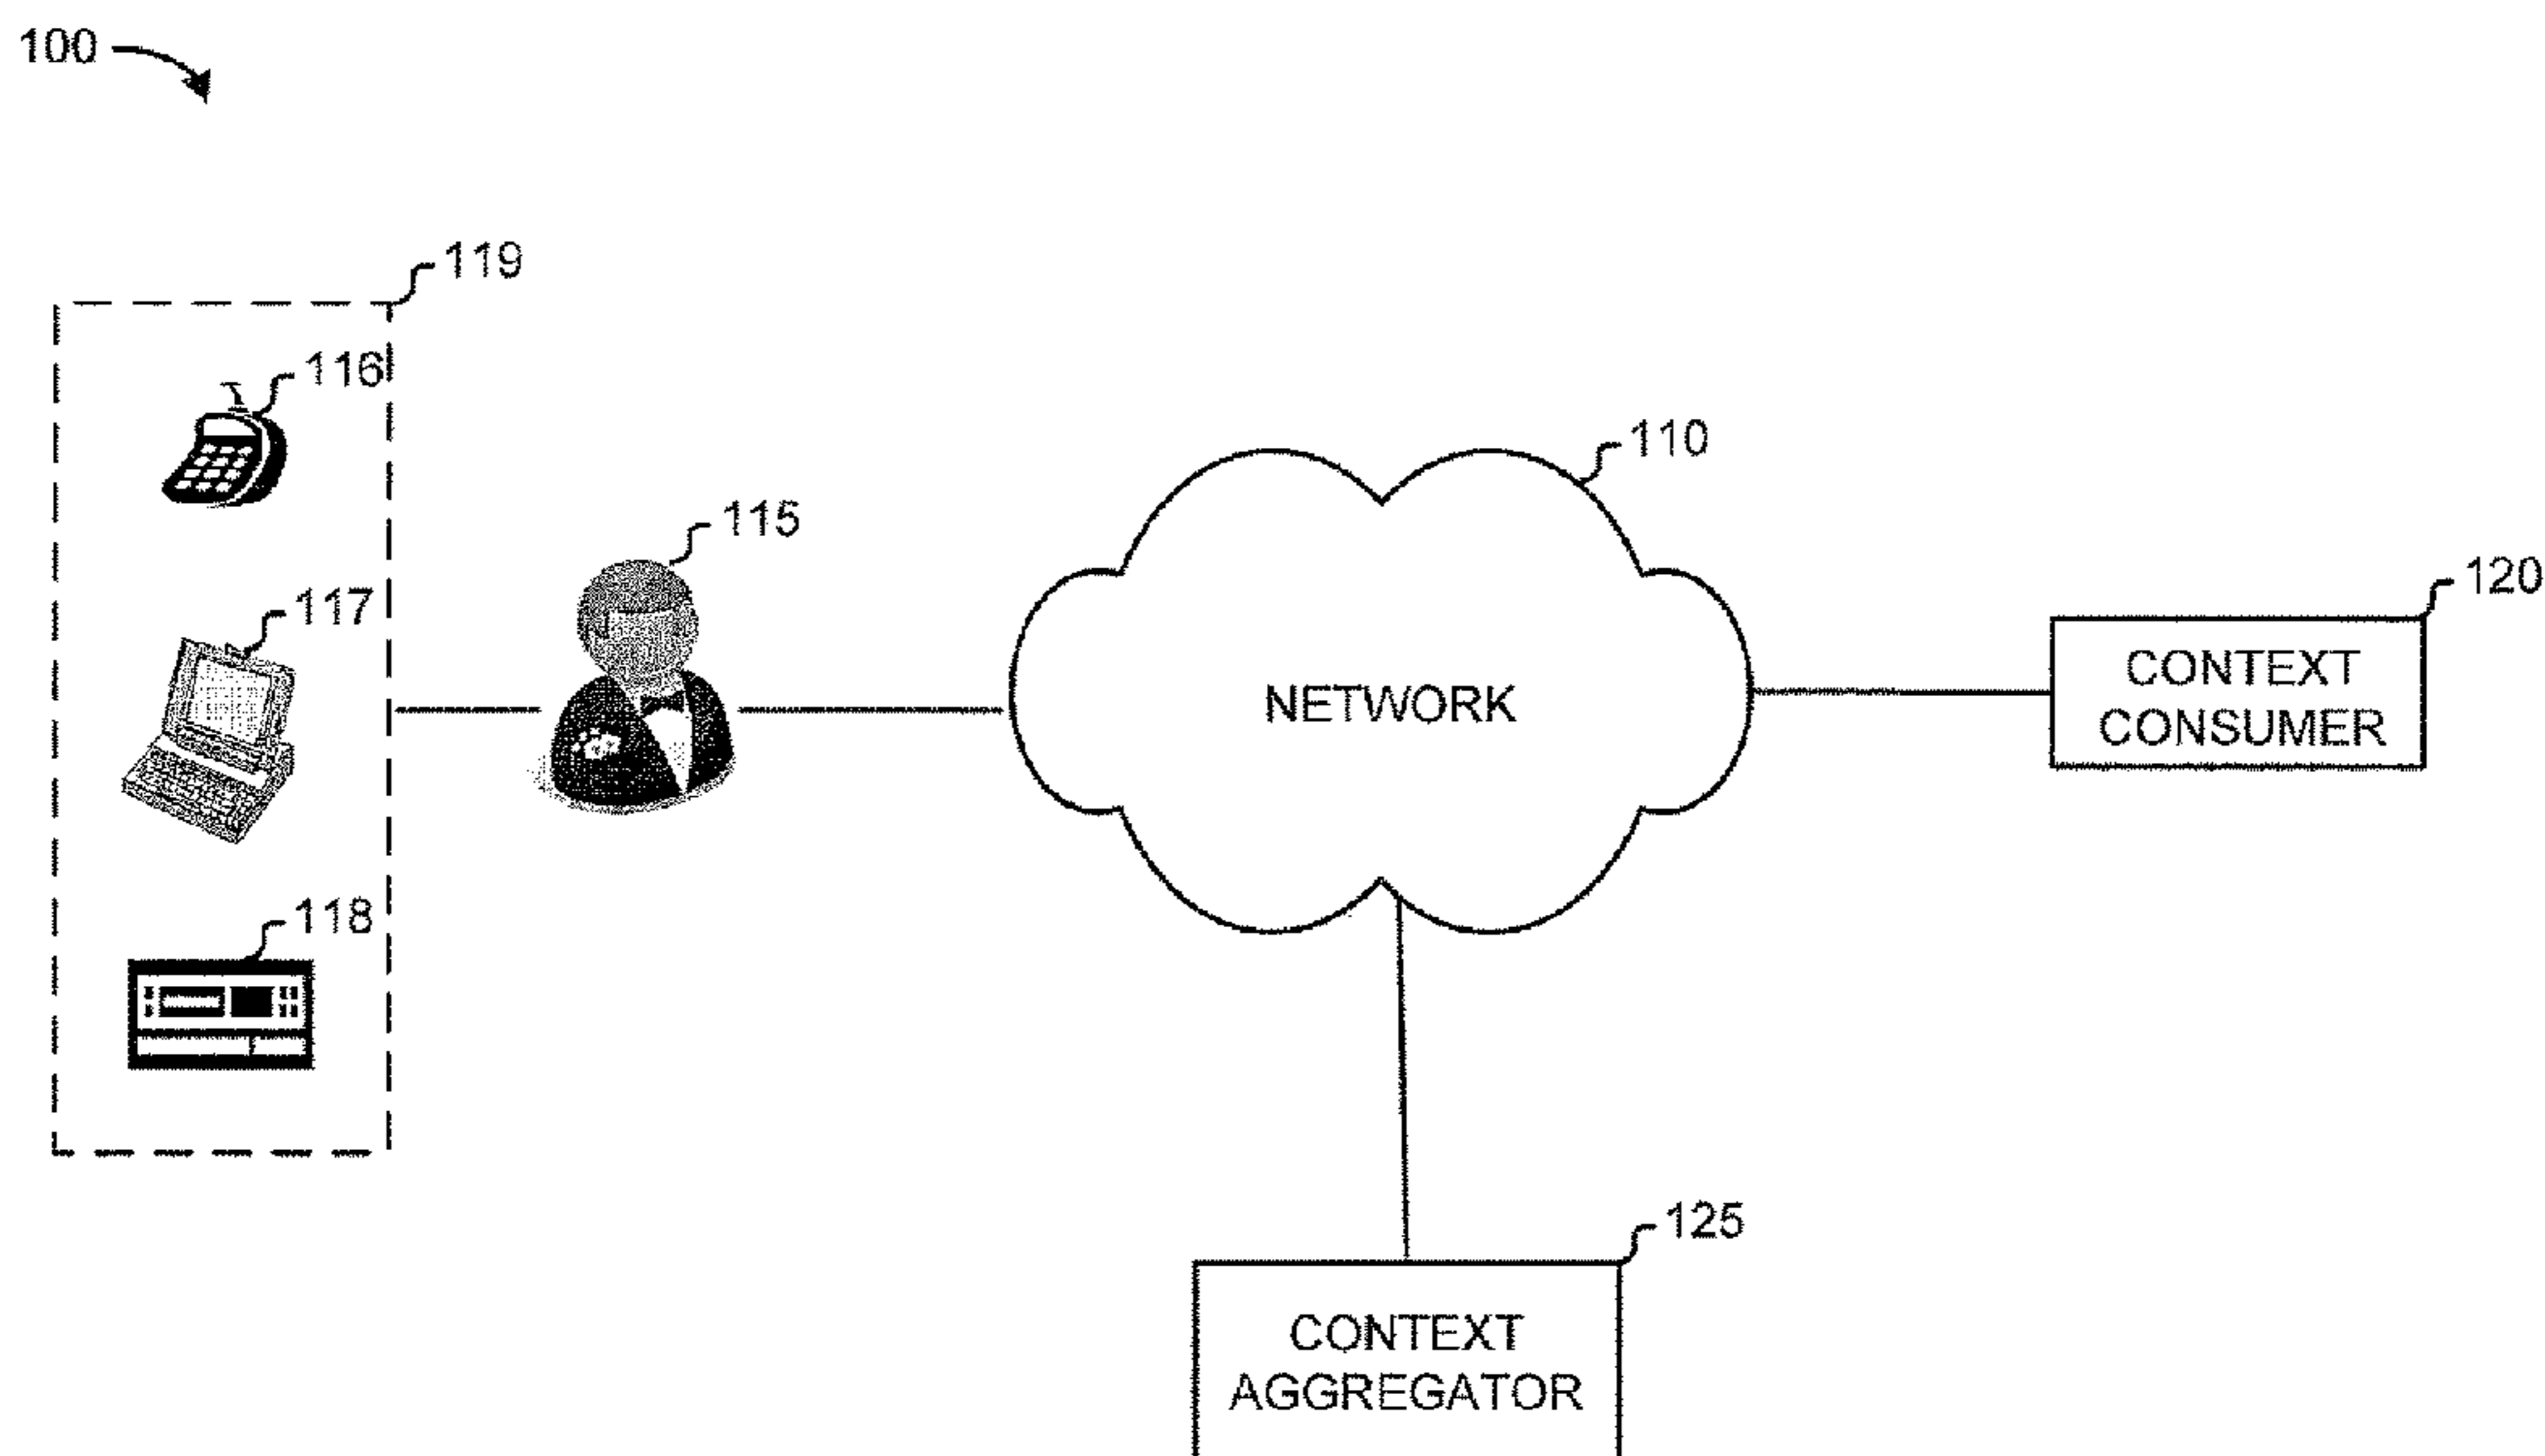 100
119
116
110
115
120
117
CONTEXT
CONSUMER
NETWORK
118
125
CONTEXT
AGGREGATOR